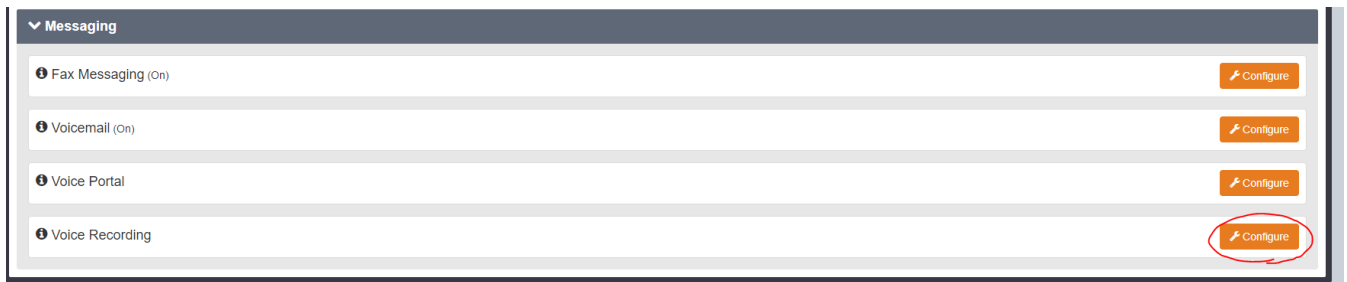 Messaging
Fax Messaging (On) Configure
Voicemail (On) Configure
Voice Portal Configure
Voice Recording Configure